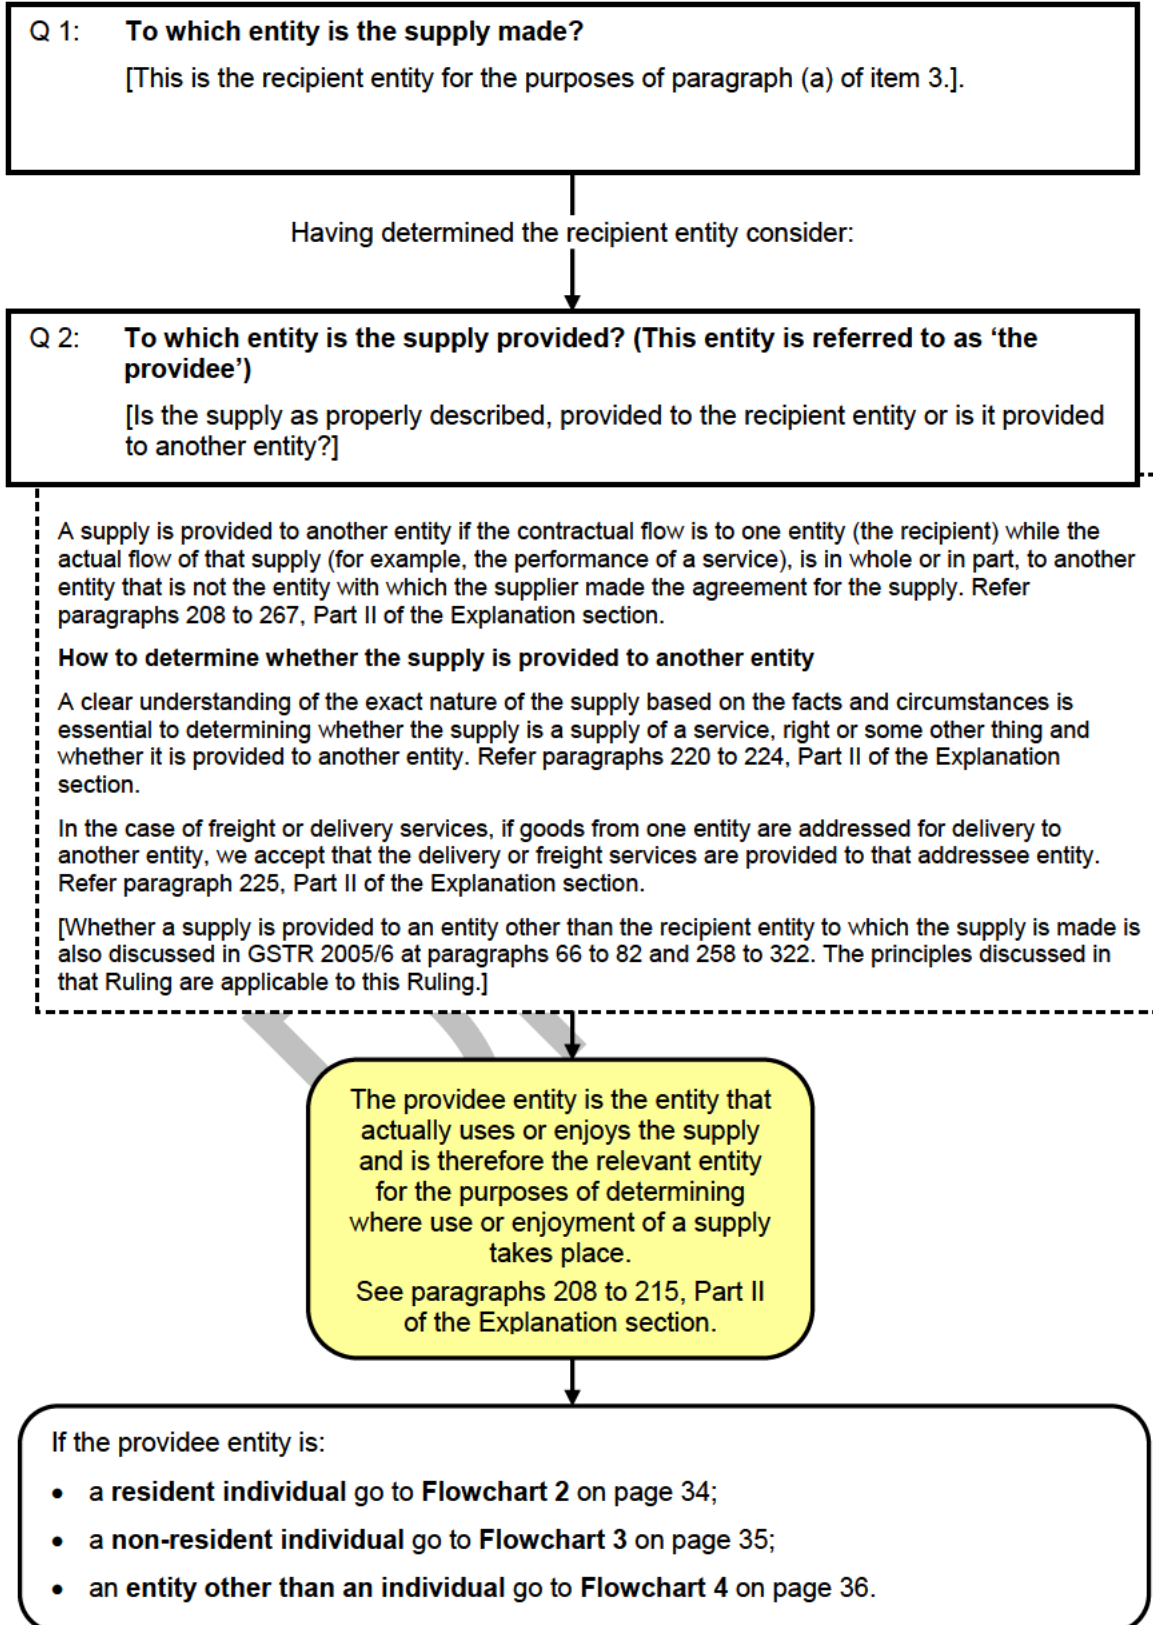 Q 1: To which entity is the supply made?
[This is the recipient entity for the purposes of paragraph (a) of item 3.].
Having determined the recipient entity consider:
Q 2: To which entity is the supply provided? (This entity is referred to as ‘the
providee’)
[Is the supply as properly described, provided to the recipient entity or is it provided
to another entity?]
A supply is provided to another entity if the contractual flow is to one entity (the recipient) while the
actual flow of that supply (for example, the performance of a service), is in whole or in part, to another
entity that is not the entity with which the supplier made the agreement for the supply. Refer
paragraphs 208 to 267, Part II of the Explanation section.
How to determine whether the supply is provided to another entity
A clear understanding of the exact nature of the supply based on the facts and circumstances is
essential to determining whether the supply is a supply of a service, right or some other thing and
whether it is provided to another entity. Refer paragraphs 220 to 224, Part II of the Explanation
section.
In the case of freight or delivery services, if goods from one entity are addressed for delivery to
another entity, we accept that the delivery or freight services are provided to that addressee entity.
Refer paragraph 225, Part II of the Explanation section.
[Whether a supply is provided to an entity other than the recipient entity to which the supply is made is
also discussed in GSTR 2005/6 at paragraphs 66 to 82 and 258 to 322. The principles discussed in
that Ruling are applicable to this Ruling.]
The providee entity is the entity that
actually uses or enjoys the supply
and is therefore the relevant entity
for the purposes of determining
where use or enjoyment of a supply
takes place.
See paragraphs 208 to 215, Part II
of the Explanation section.
If the providee entity is:
• a resident individual go to Flowchart 2 on page 34;
• a non-resident individual go to Flowchart 3 on page 35;
• an entity other than an individual go to Flowchart 4 on page 36.